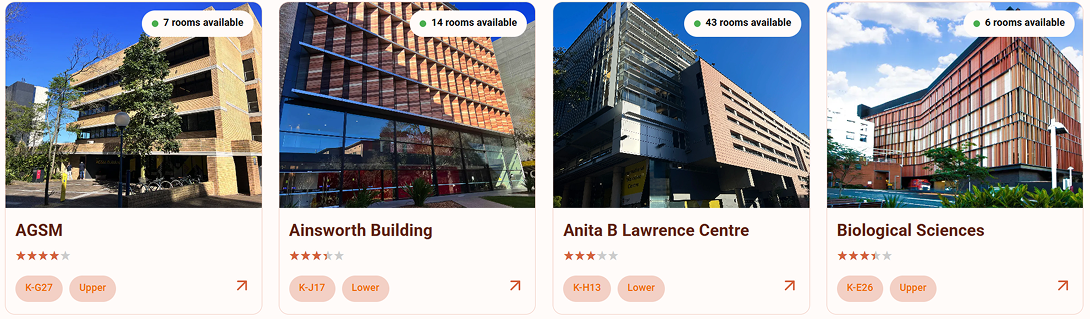 7 rooms available
AGSM
K-G27
Upper
14 rooms available
Ainsworth Building
K-J17
Lower
43 rooms available
Anita B Lawrence Centre
K-H13
Lower
6 rooms available
Biological Sciences
K-E26
Upper